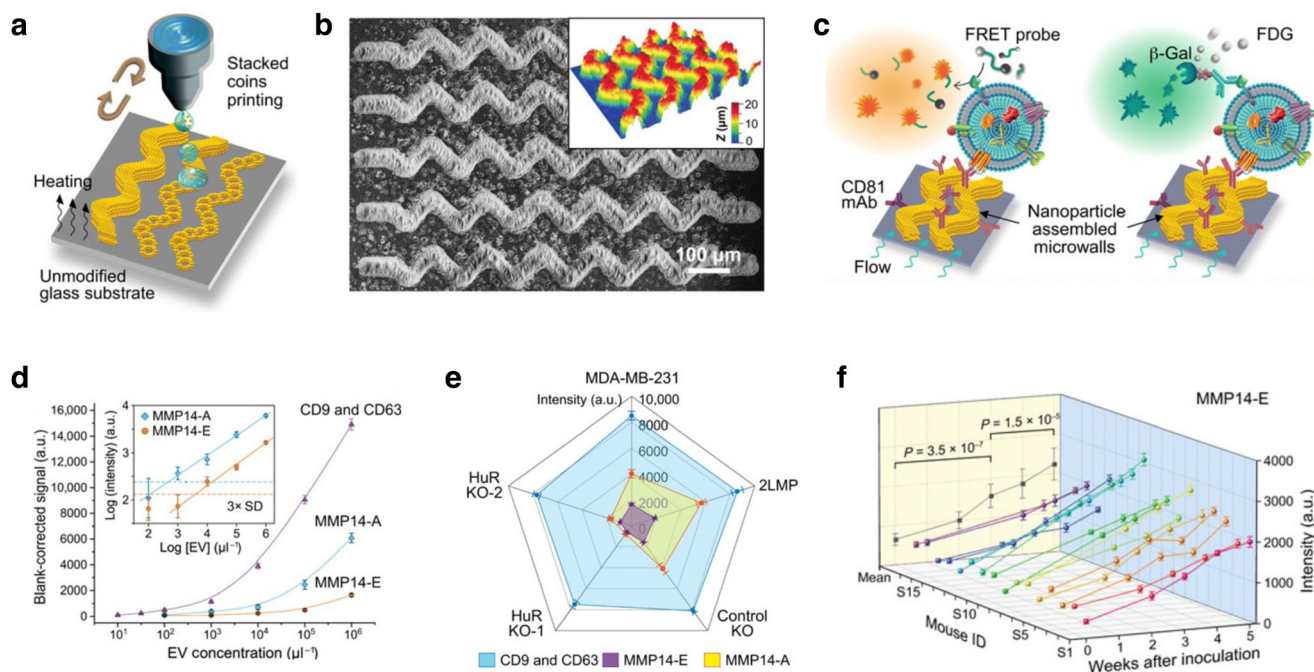 a
Stacked
coins
printing
Heating
Unmodified
glass substrate
b
Z (μm)
20
10
0
100 μm
c
FRET probe
β-Gal
FDG
CD81
mAb
Nanoparticle
assembled
microwalls
Flow
d
Blank-corrected signal (a.u.)
16,000
14,000
12,000
10,000
8000
6000
4000
2000
0
Log (intensity) (a.u.)
4
3
2
MMP14-A
MMP14-E
3× SD
2 3 4 5 6
Log [EV] (μl⁻¹)
CD9 and CD63
MMP14-A
MMP14-E
10¹ 10² 10³ 10⁴ 10⁵ 10⁶
EV concentration (μl⁻¹)
e
MDA-MB-231
Intensity (a.u.)
10,000
8000
6000
4000
2000
0
HuR
KO-2
2LMP
HuR
KO-1
Control
KO
CD9 and CD63 MMP14-E MMP14-A
f
MMP14-E
P = 3.5 × 10⁻⁷
P = 1.5 × 10⁻⁵
Intensity (a.u.)
4000
3000
2000
1000
0
Mean
S15
S10
S5
S1
Mouse ID
0 1 2 3 4 5
Weeks after inoculation